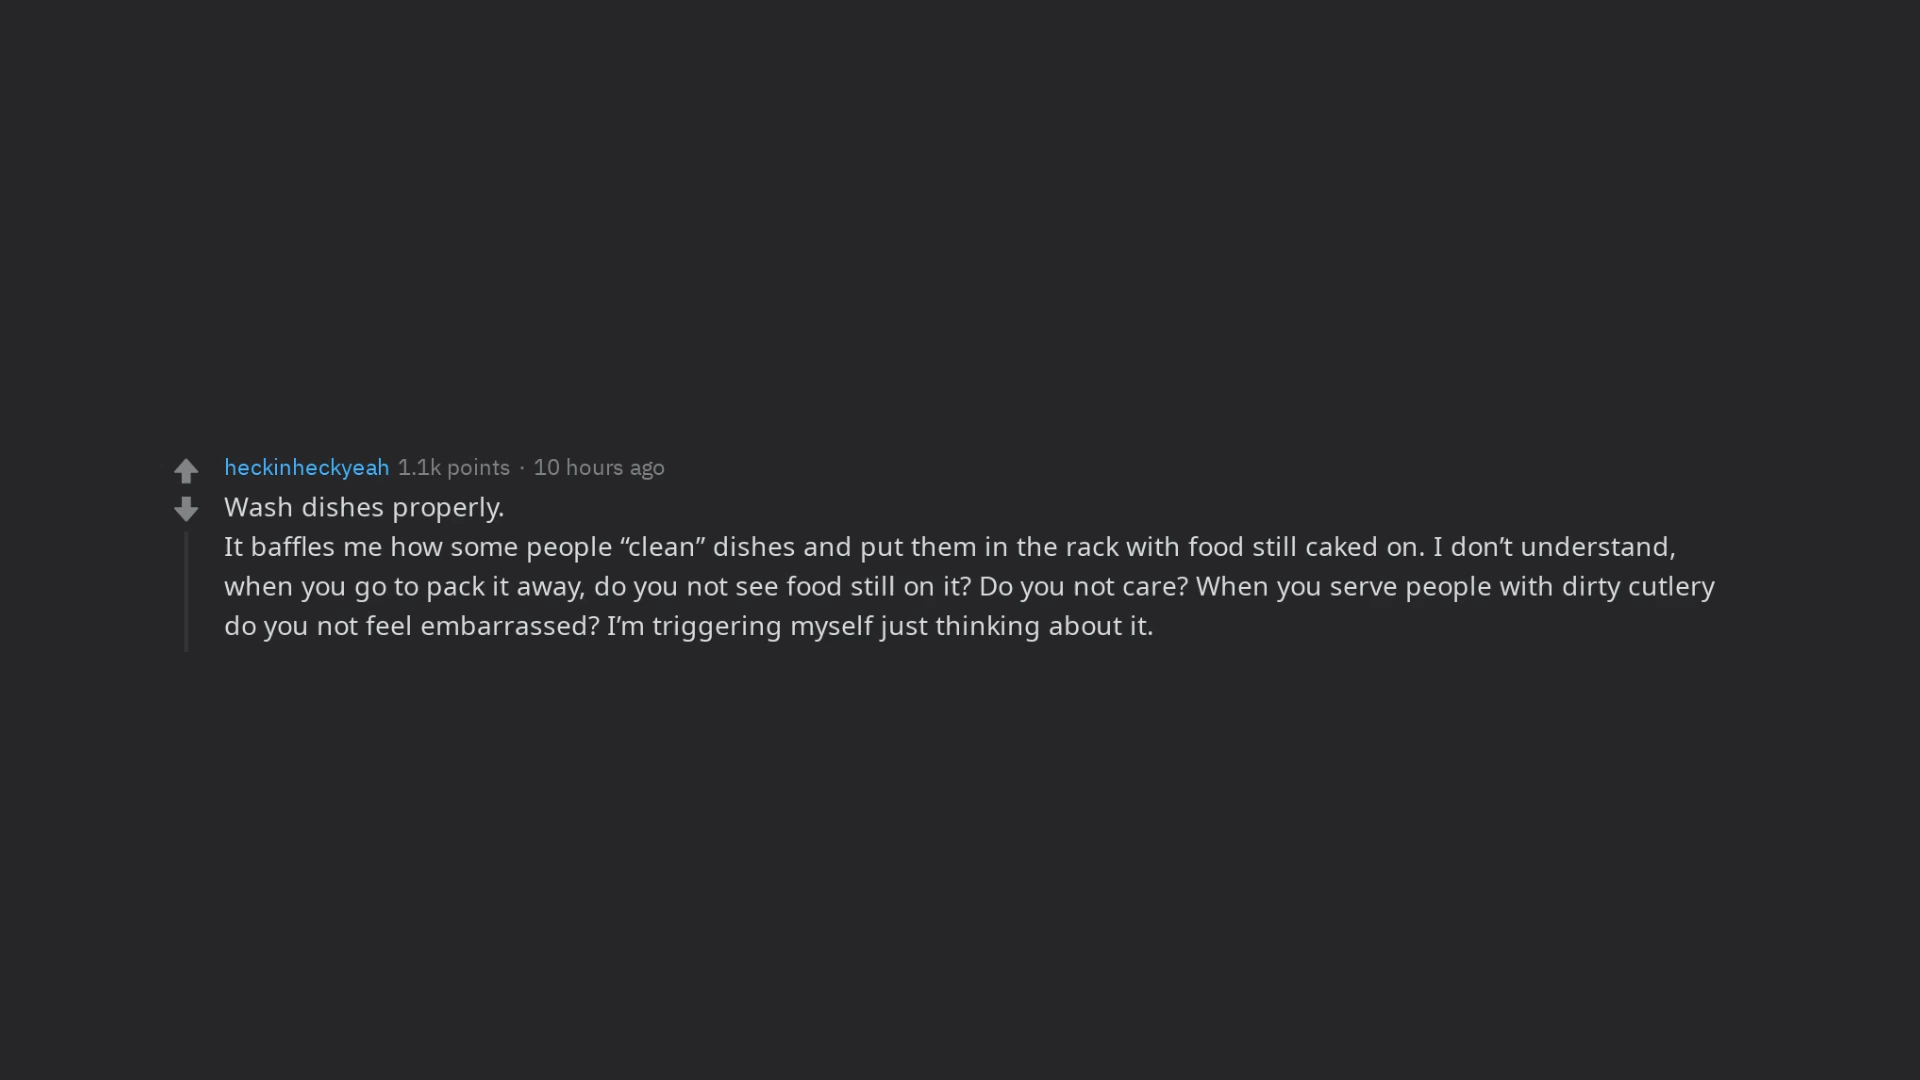 heckinheckyeah 1.1k points · 10 hours ago
Wash dishes properly.
It baffles me how some people “clean” dishes and put them in the rack with food still caked on. I don’t understand,
when you go to pack it away, do you not see food still on it? Do you not care? When you serve people with dirty cutlery
do you not feel embarrassed? I’m triggering myself just thinking about it.